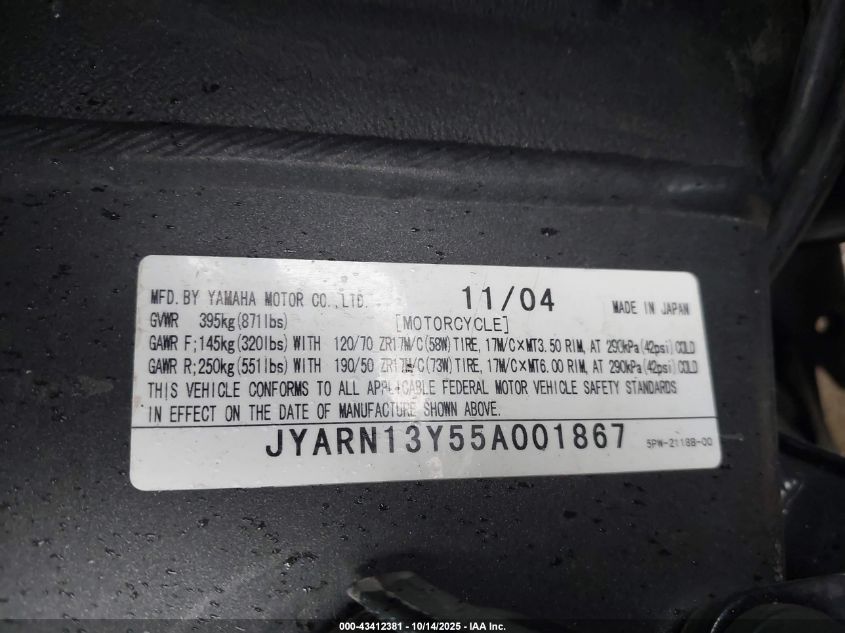 MFD. BY YAMAHA MOTOR CO., LTD. 11/04 MADE IN JAPAN
GVWR 395kg(871lbs) [MOTORCYCLE]
GAWR F; 145kg(320lbs) WITH 120/70 ZR17M/C(58W) TIRE, 17M/C×MT3.50 RIM, AT 290kPa(42psi) COLD
GAWR R; 250kg(551lbs) WITH 190/50 ZR17M/C(73W) TIRE, 17M/C×MT6.00 RIM, AT 290kPa(42psi) COLD
THIS VEHICLE CONFORMS TO ALL APPLICABLE FEDERAL MOTOR VEHICLE SAFETY STANDARDS
IN EFFECT ON THE DATE OF MANUFACTURE SHOWN ABOVE.
JYARN13Y55A001867 5PW-2118B-00
000-43412381 - 10/14/2025 - IAA Inc.